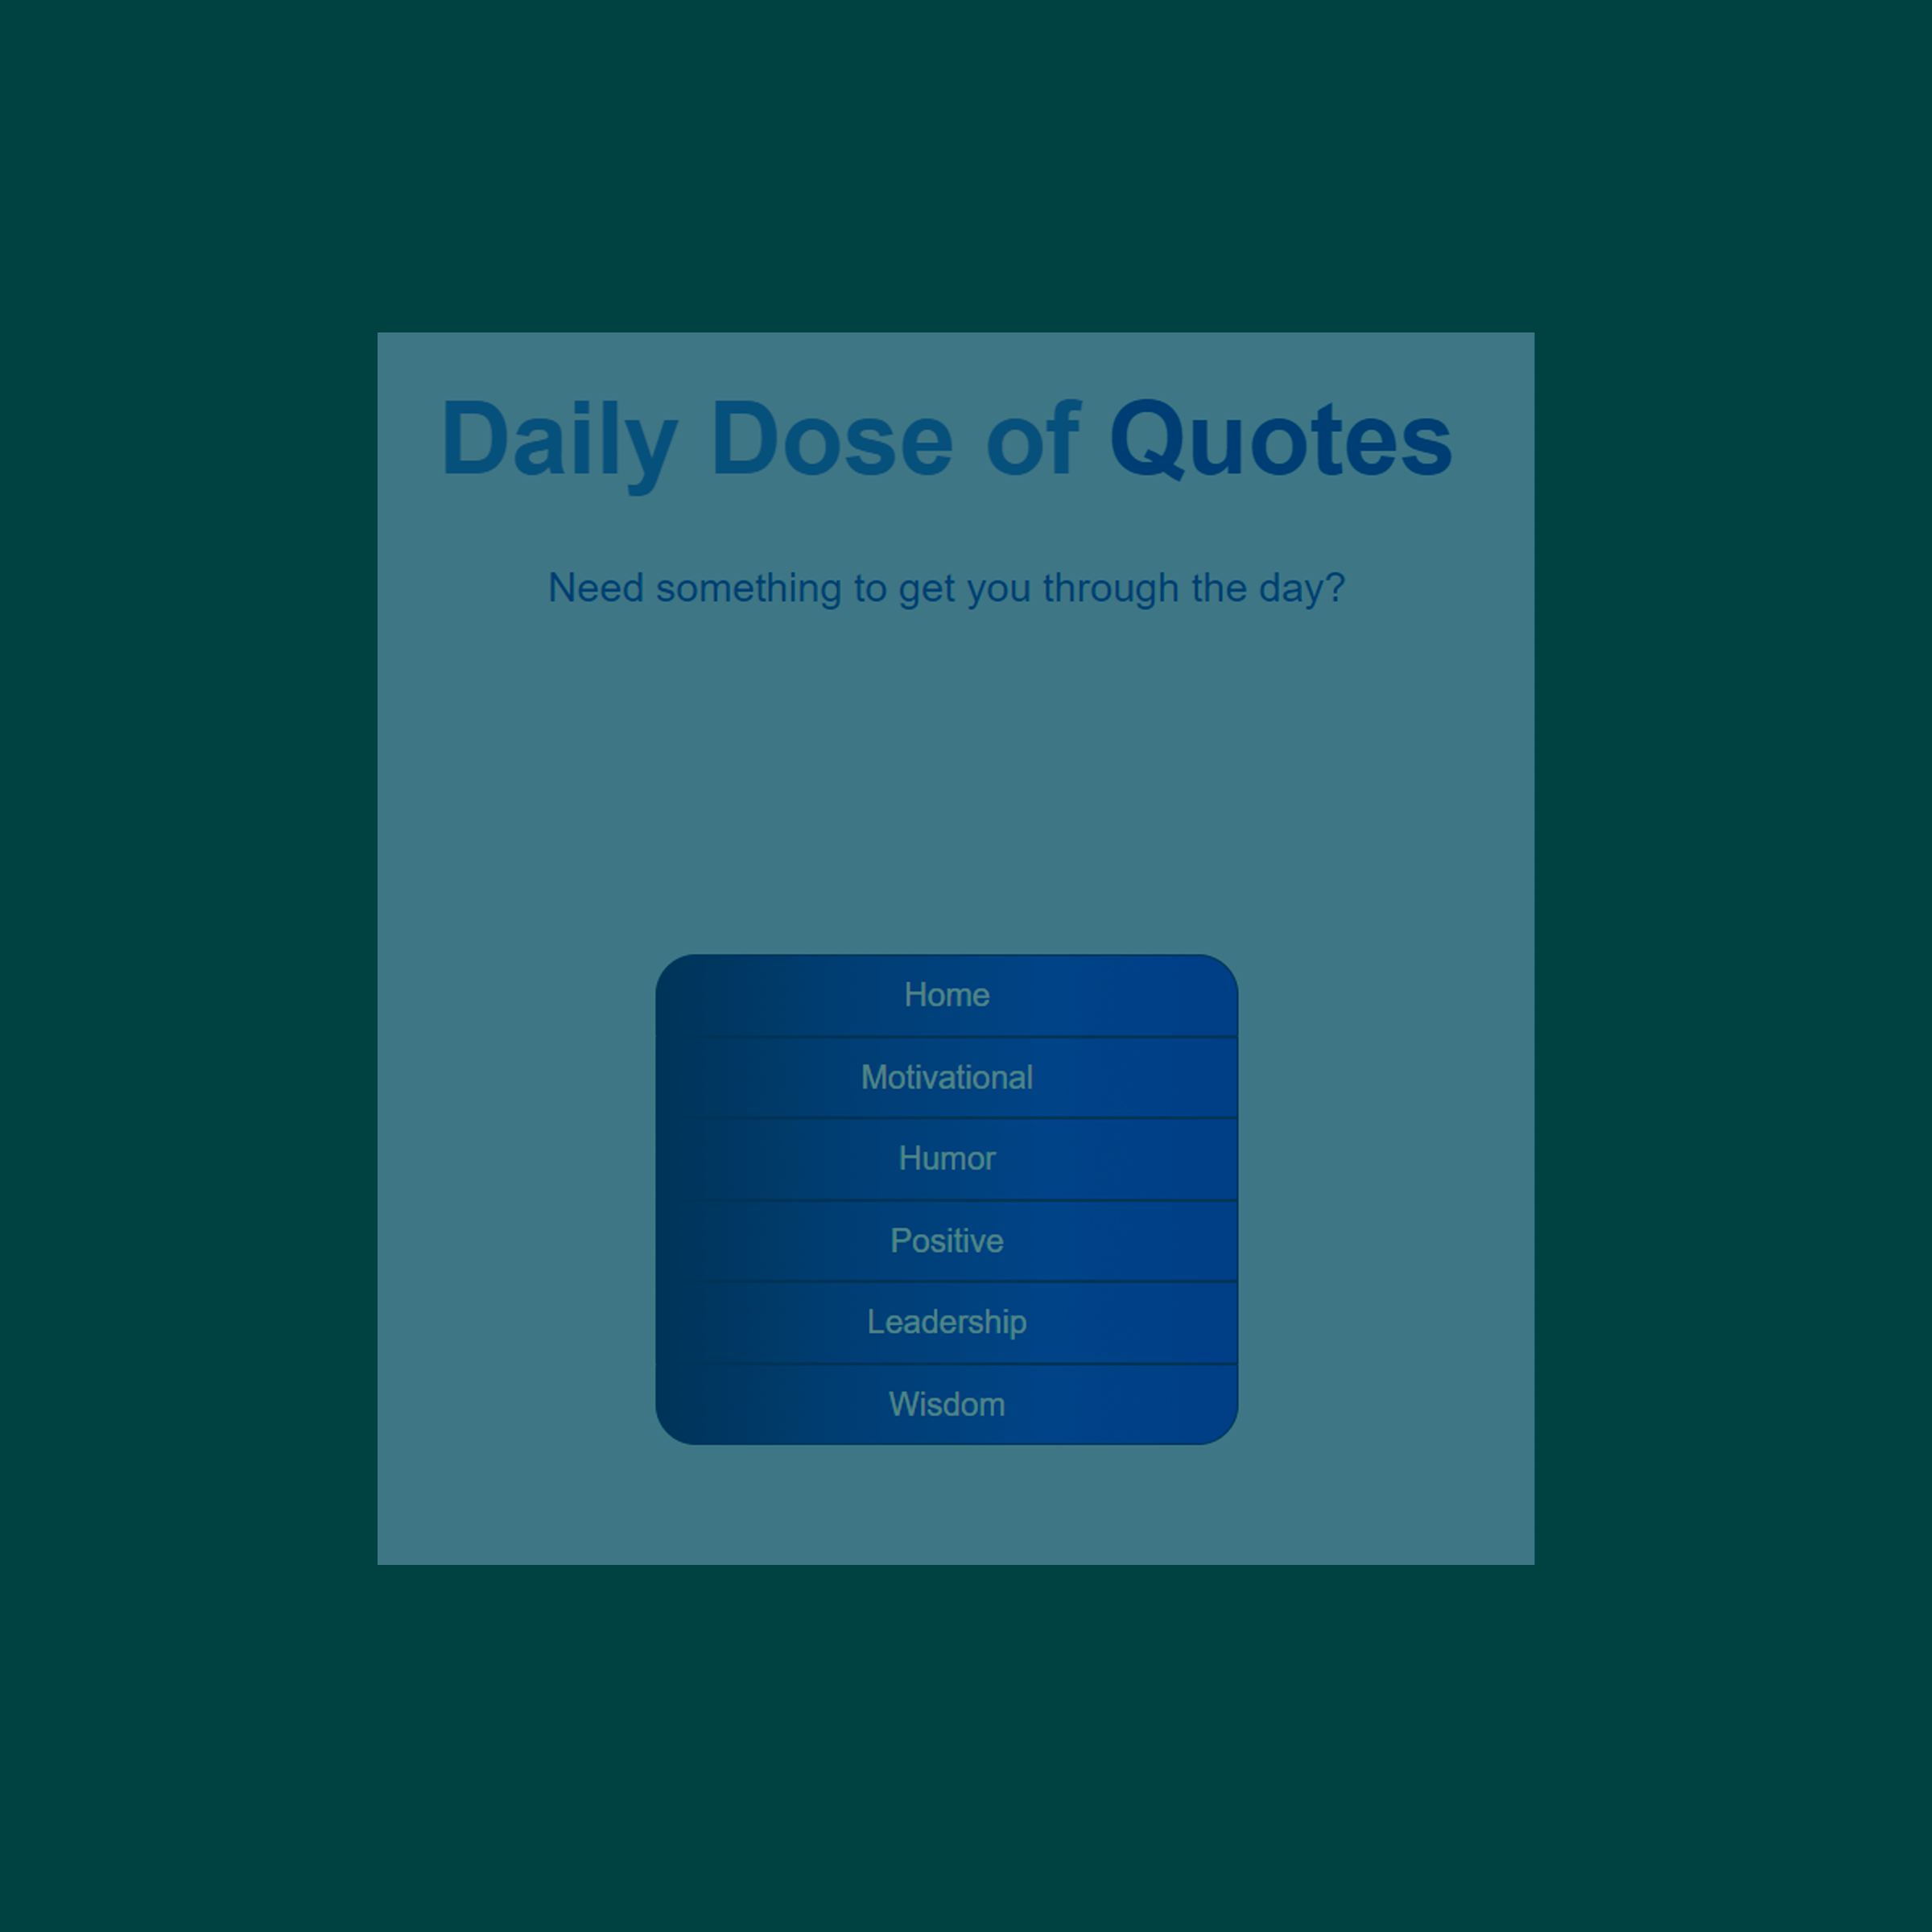 Daily Dose of Quotes
Need something to get you through the day?
Home
Motivational
Humor
Positive
Leadership
Wisdom